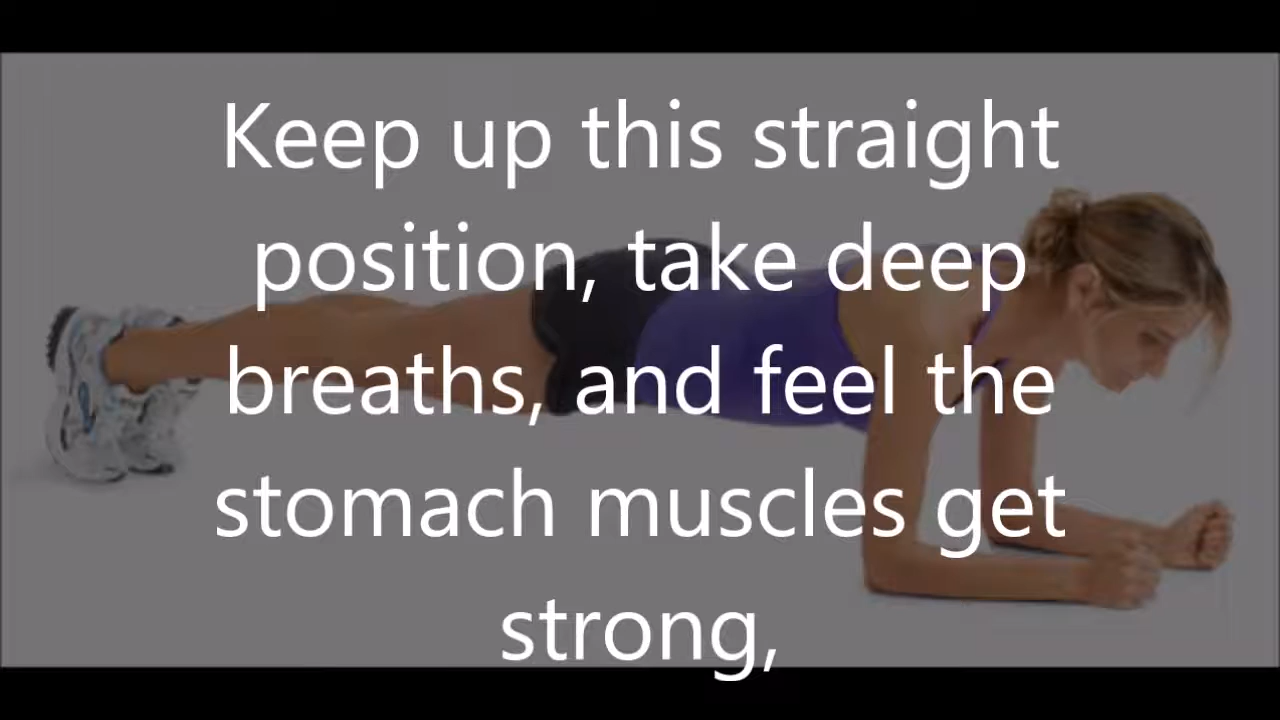 Keep up this straight
position, take deep
breaths, and feel the
stomach muscles get
strong,